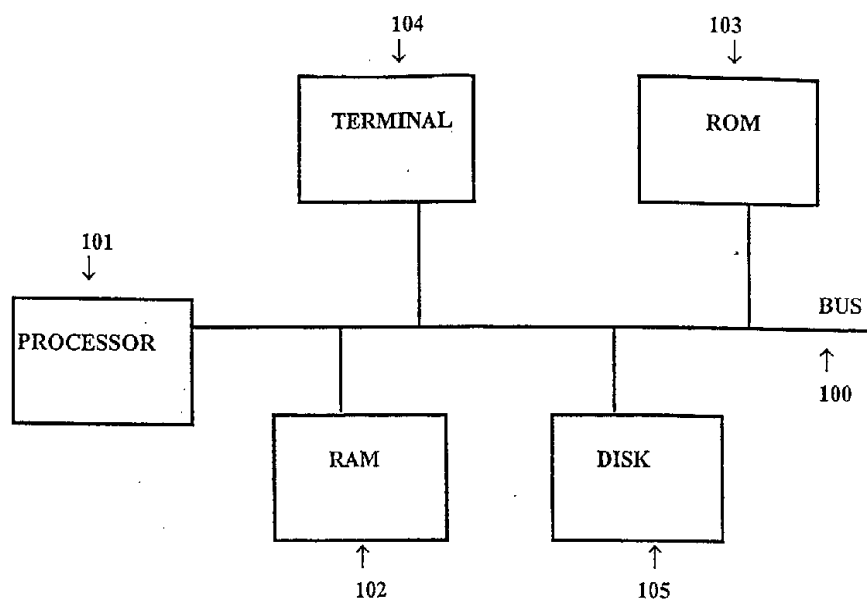 104
103
TERMINAL
ROM
101
BUS
PROCESSOR
100
RAM
DISK
102
105